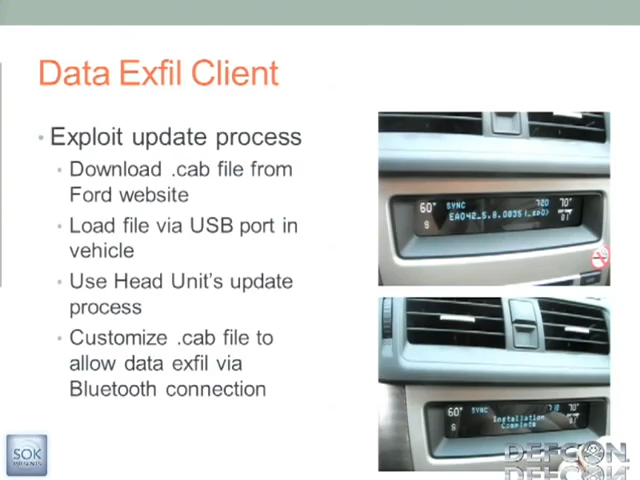 Data Exfil Client
• Exploit update process
• Download .cab file from
Ford website
• Load file via USB port in
vehicle
• Use Head Unit's update
process
• Customize .cab file to
allow data exfil via
Bluetooth connection
60° SYNC 720 70°
60° SYNC 70°
Installation
Complete
SOK
PRESENTS
DEFCON